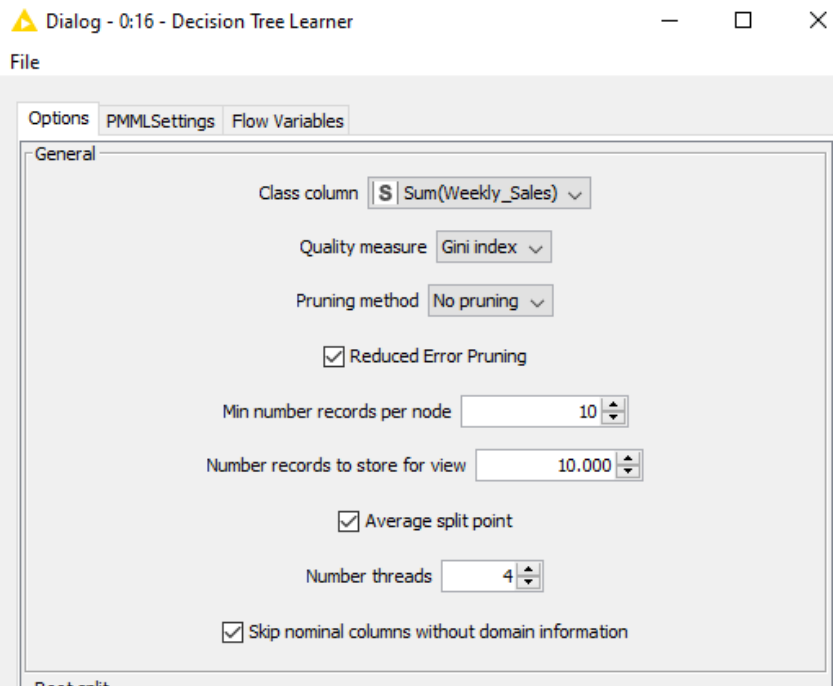 Dialog - 0:16 - Decision Tree Learner
File
Options PMMLSettings Flow Variables
General
Class column S Sum(Weekly_Sales)
Quality measure Gini index
Pruning method No pruning
Reduced Error Pruning
Min number records per node 10
Number records to store for view 10.000
Average split point
Number threads 4
Skip nominal columns without domain information